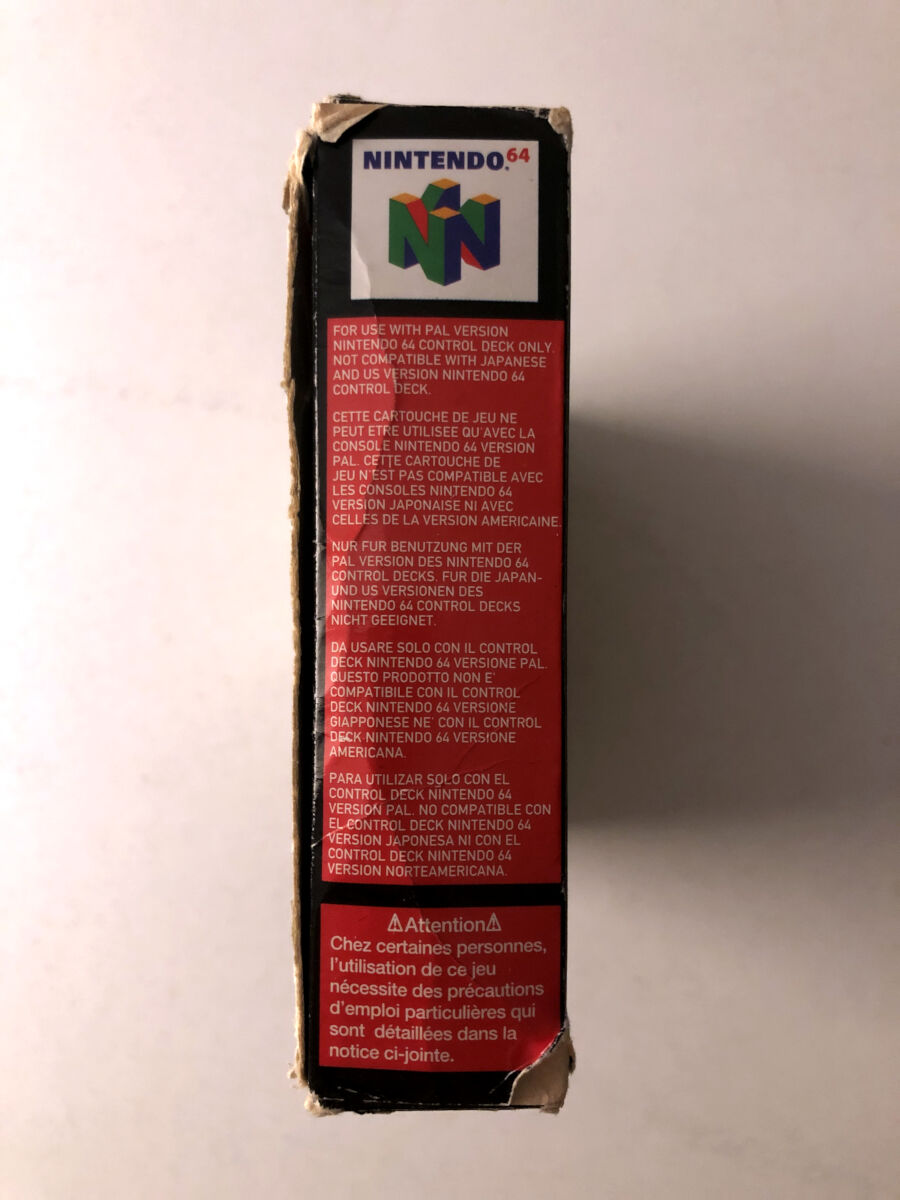 NINTENDO.64
FOR USE WITH PAL VERSION
NINTENDO 64 CONTROL DECK ONLY.
NOT COMPATIBLE WITH JAPANESE
AND US VERSION NINTENDO 64
CONTROL DECK.
CETTE CARTOUCHE DE JEU NE
PEUT ETRE UTILISEE QU'AVEC LA
CONSOLE NINTENDO 64 VERSION
PAL. CETTE CARTOUCHE DE
JEU N'EST PAS COMPATIBLE AVEC
LES CONSOLES NINTENDO 64
VERSION JAPONAISE NI AVEC
CELLES DE LA VERSION AMERICAINE.
NUR FUR BENUTZUNG MIT DER
PAL VERSION DES NINTENDO 64
CONTROL DECKS. FUR DIE JAPAN-
UND US VERSIONEN DES
NINTENDO 64 CONTROL DECKS
NICHT GEEIGNET.
DA USARE SOLO CON IL CONTROL
DECK NINTENDO 64 VERSIONE PAL.
QUESTO PRODOTTO NON E'
COMPATIBILE CON IL CONTROL
DECK NINTENDO 64 VERSIONE
GIAPPONESE NE' CON IL CONTROL
DECK NINTENDO 64 VERSIONE
AMERICANA.
PARA UTILIZAR SOLO CON EL
CONTROL DECK NINTENDO 64
VERSION PAL. NO COMPATIBLE CON
EL CONTROL DECK NINTENDO 64
VERSION JAPONESA NI CON EL
CONTROL DECK NINTENDO 64
VERSION NORTEAMERICANA.
⚠Attention⚠
Chez certaines personnes,
l'utilisation de ce jeu
nécessite des précautions
d'emploi particulières qui
sont détaillées dans la
notice ci-jointe.